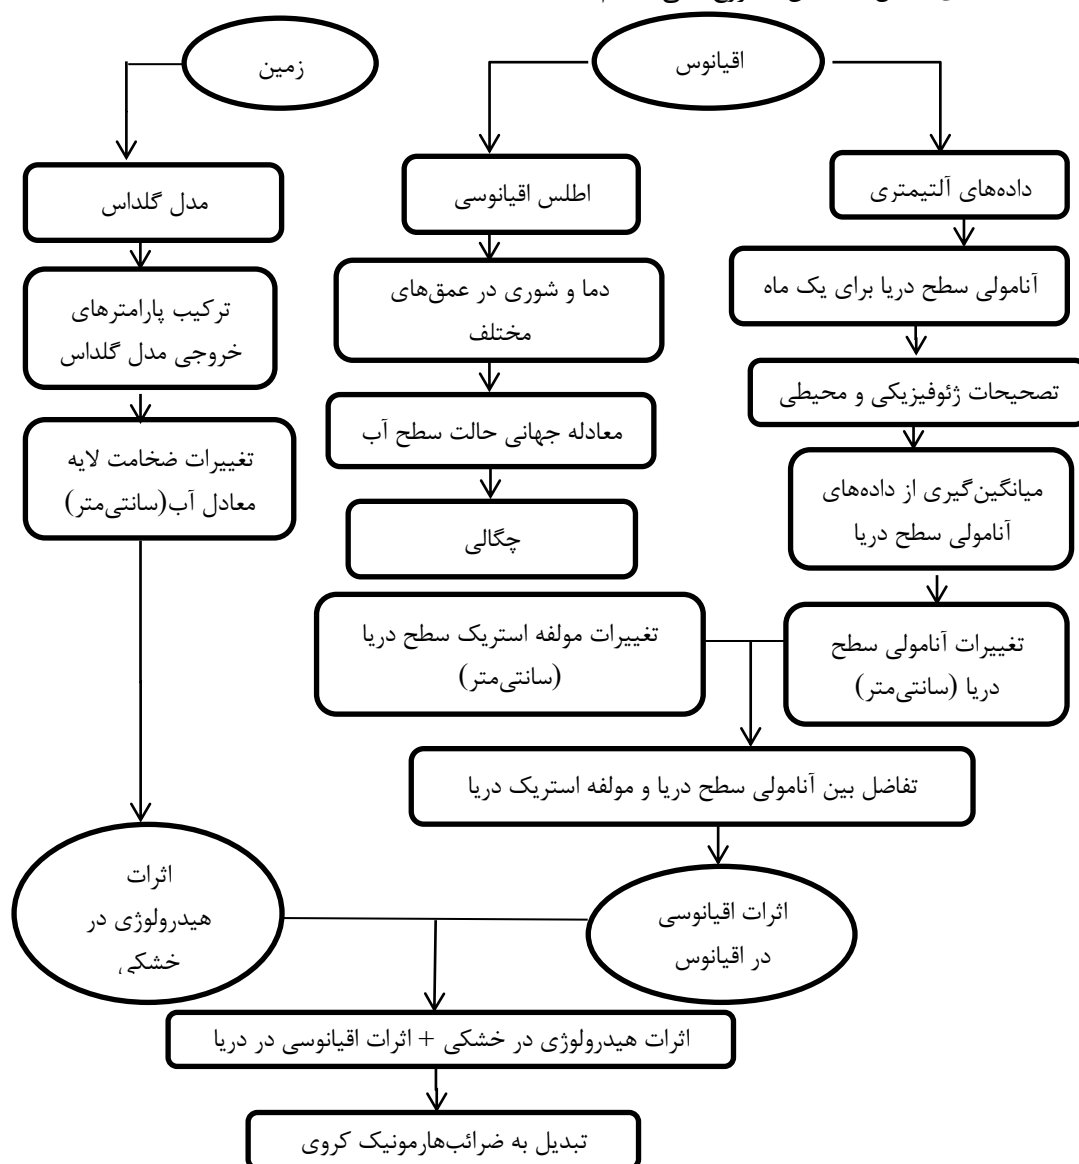 زمین
اقیانوس
مدل گلداس
اطلس اقیانوسی
داده‌های آلتیمتری
ترکیب پارامترهای
خروجی مدل گلداس
دما و شوری در عمق‌های
مختلف
آنامولی سطح دریا برای یک ماه
تصحیحات ژئوفیزیکی و محیطی
معادله جهانی حالت سطح آب
تغییرات ضخامت لایه
معادل آب(سانتی‌متر)
میانگین‌گیری از داده‌های
آنامولی سطح دریا
چگالی
تغییرات مولفه استریک سطح دریا
(سانتی‌متر)
تغییرات آنامولی سطح
دریا (سانتی‌متر)
تفاضل بین آنامولی سطح دریا و مولفه استریک دریا
اثرات
هیدرولوژی در
خشکی
اثرات اقیانوسی
در اقیانوس
اثرات هیدرولوژی در خشکی + اثرات اقیانوسی در دریا
تبدیل به ضرائب‌هارمونیک کروی